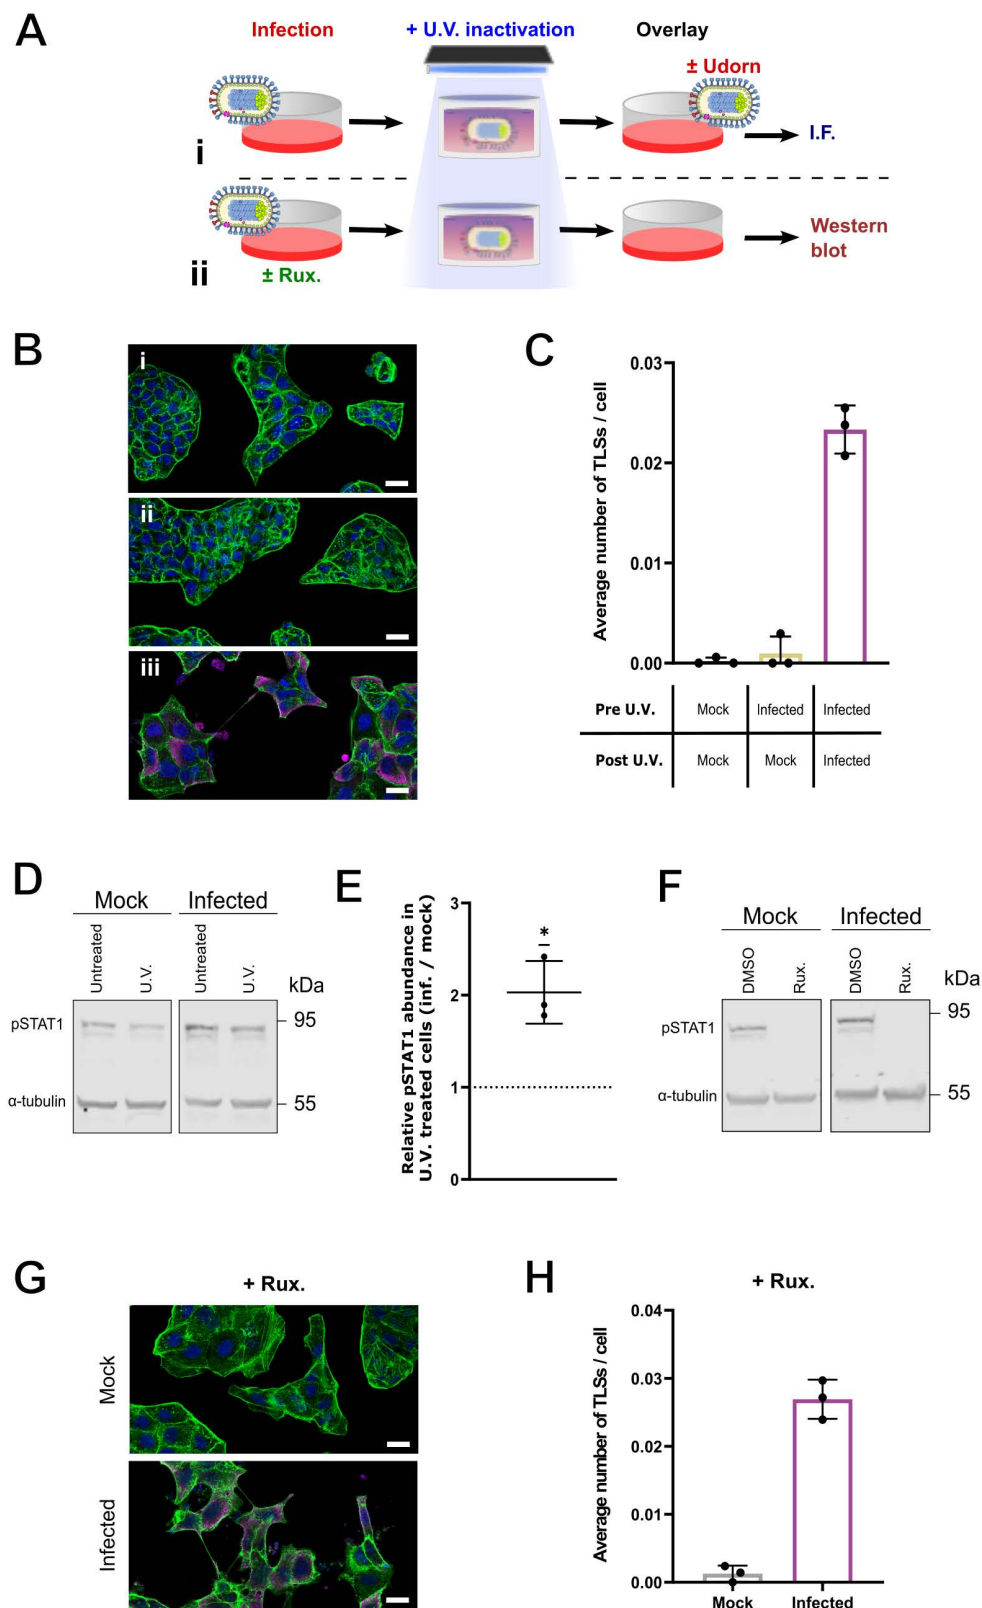 A
Infection
+ U.V. inactivation
Overlay
± Udorn
i
I.F.
ii
± Rux.
Western
blot
B
i
ii
iii
C
Average number of TLSs / cell
0.03
0.02
0.01
0.00
Pre U.V. Mock Infected Infected
Post U.V. Mock Mock Infected
D
Mock Infected
Untreated U.V. Untreated U.V.
kDa
pSTAT1
95
α-tubulin
55
E
Relative pSTAT1 abundance in
U.V. treated cells (inf. / mock)
3
2
1
0
*
F
Mock Infected
DMSO Rux. DMSO Rux.
kDa
pSTAT1
95
α-tubulin
55
G
+ Rux.
Mock
Infected
H
+ Rux.
Average number of TLSs / cell
0.04
0.03
0.02
0.01
0.00
Mock Infected